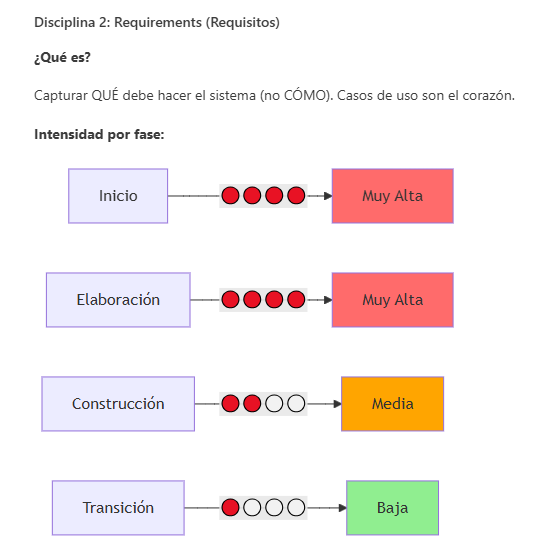 Disciplina 2: Requirements (Requisitos)
¿Qué es?
Capturar QUÉ debe hacer el sistema (no CÓMO). Casos de uso son el corazón.
Intensidad por fase:
Inicio
Muy Alta
Elaboración
Muy Alta
Construcción
Media
Transición
Baja